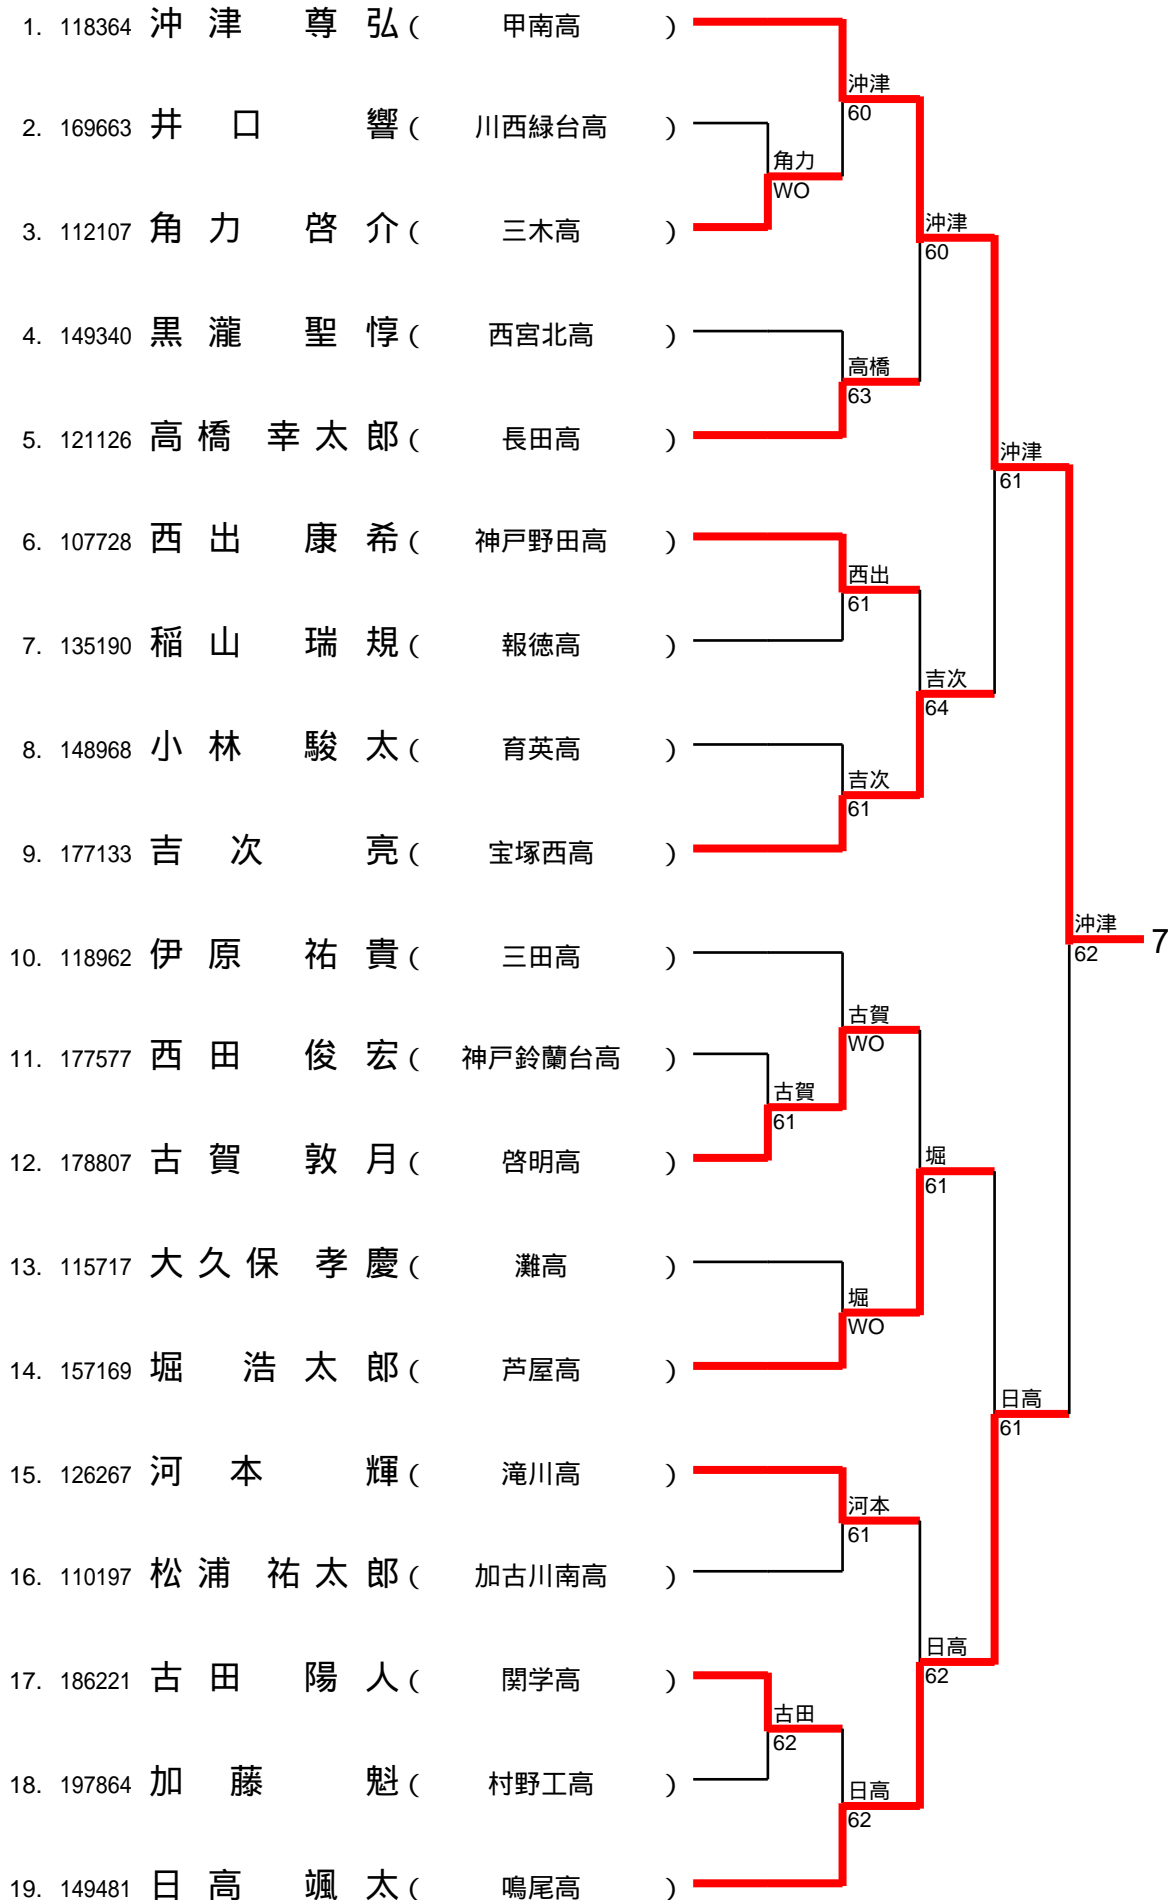 1. 118364 沖津 尊弘 ( 甲南高 )
沖津
60
2. 169663 井口 響 ( 川西緑台高 )
角力
WO
3. 112107 角力 啓介 ( 三木高 )
沖津
60
4. 149340 黒瀧 聖惇 ( 西宮北高 )
高橋
63
5. 121126 高橋 幸太郎 ( 長田高 )
沖津
61
6. 107728 西出 康希 ( 神戸野田高 )
西出
61
7. 135190 稲山 瑞規 ( 報徳高 )
吉次
64
8. 148968 小林 駿太 ( 育英高 )
吉次
61
9. 177133 吉次 亮 ( 宝塚西高 )
沖津
62
7
10. 118962 伊原 祐貴 ( 三田高 )
古賀
WO
11. 177577 西田 俊宏 ( 神戸鈴蘭台高 )
古賀
61
12. 178807 古賀 敦月 ( 啓明高 )
堀
61
13. 115717 大久保 孝慶 ( 灘高 )
堀
WO
14. 157169 堀 浩太郎 ( 芦屋高 )
日高
61
15. 126267 河本 輝 ( 滝川高 )
河本
61
16. 110197 松浦 祐太郎 ( 加古川南高 )
日高
62
17. 186221 古田 陽人 ( 関学高 )
古田
62
18. 197864 加藤 魁 ( 村野工高 )
日高
62
19. 149481 日高 颯太 ( 鳴尾高 )